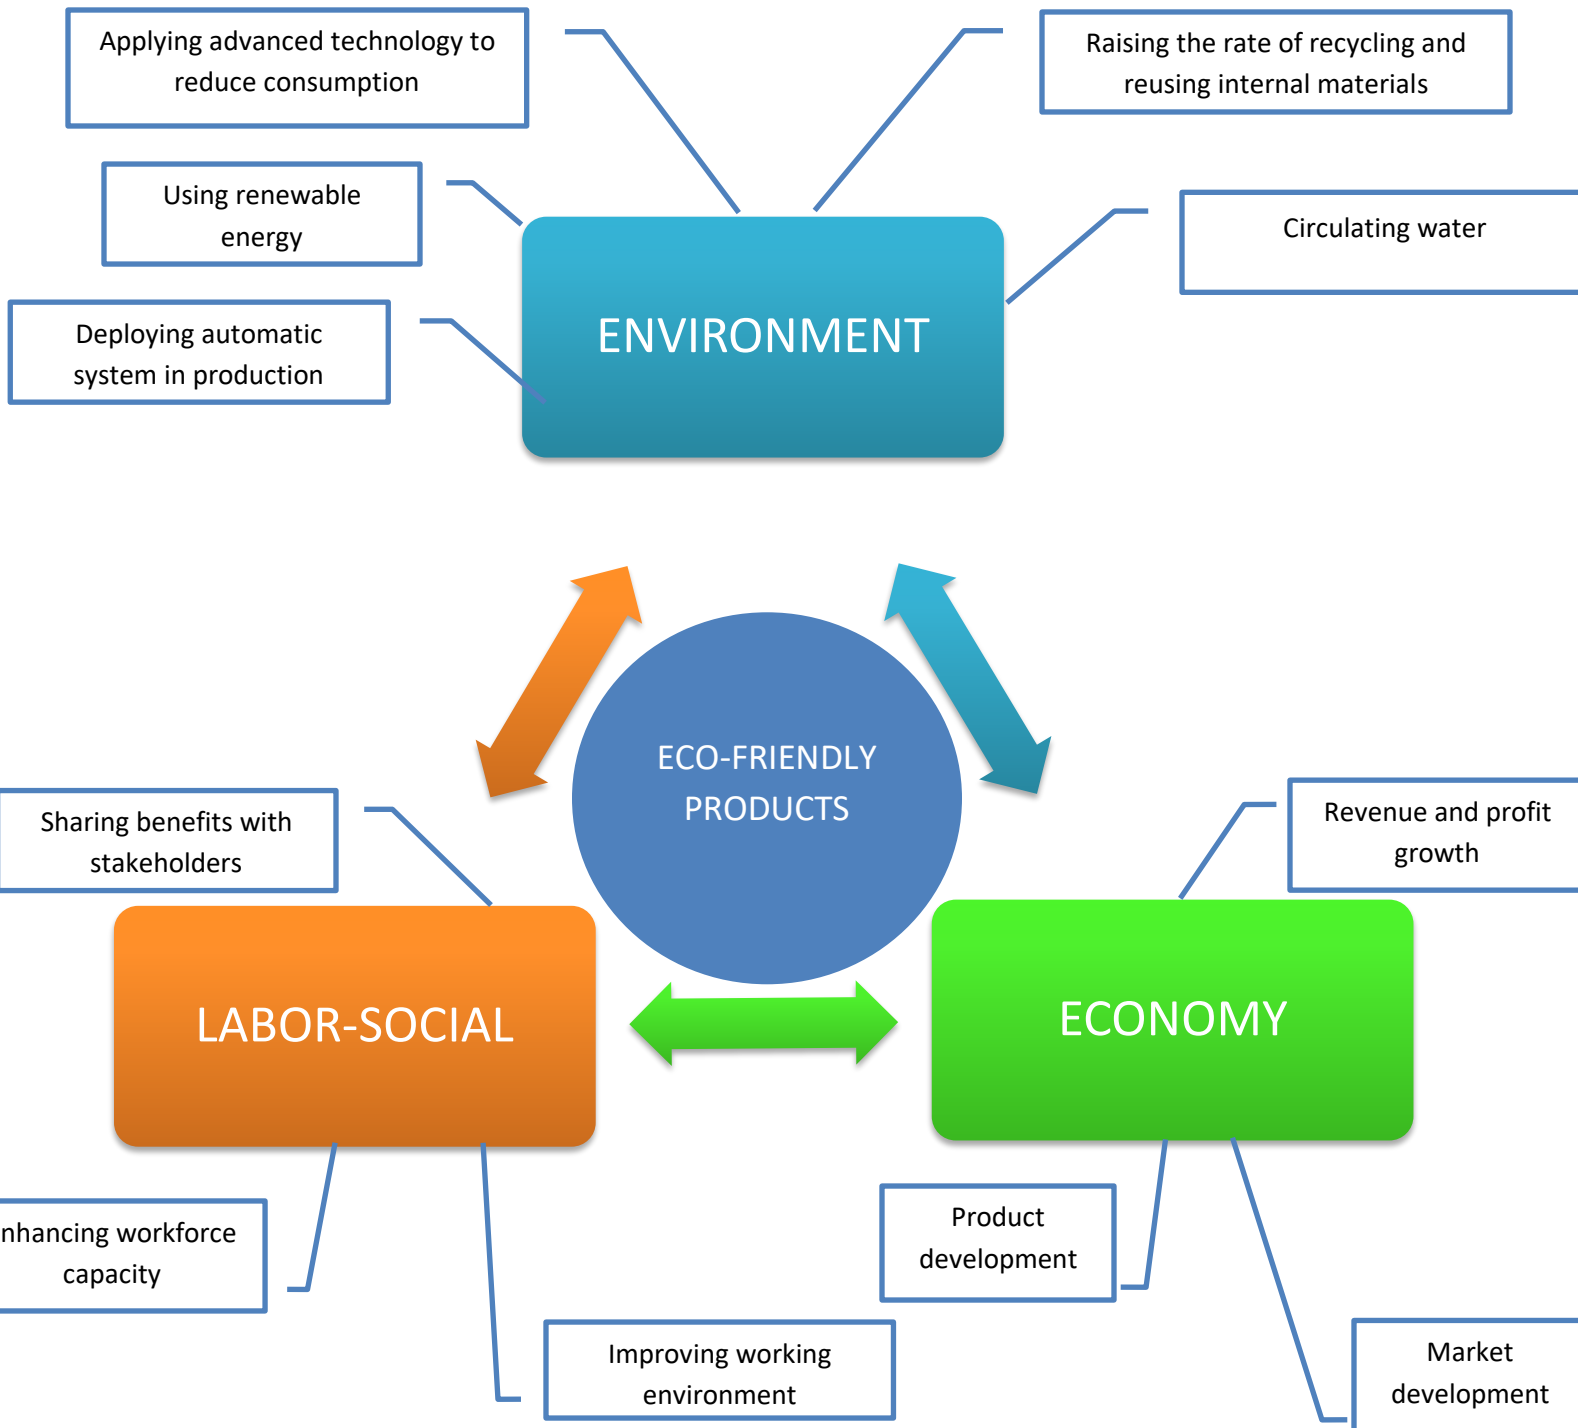 Applying advanced technology to
reduce consumption
Raising the rate of recycling and
reusing internal materials
Using renewable
energy
Circulating water
Deploying automatic
system in production
ENVIRONMENT
ECO-FRIENDLY
PRODUCTS
Sharing benefits with
stakeholders
Revenue and profit
growth
LABOR-SOCIAL
ECONOMY
nhancing workforce
capacity
Product
development
Improving working
environment
Market
development